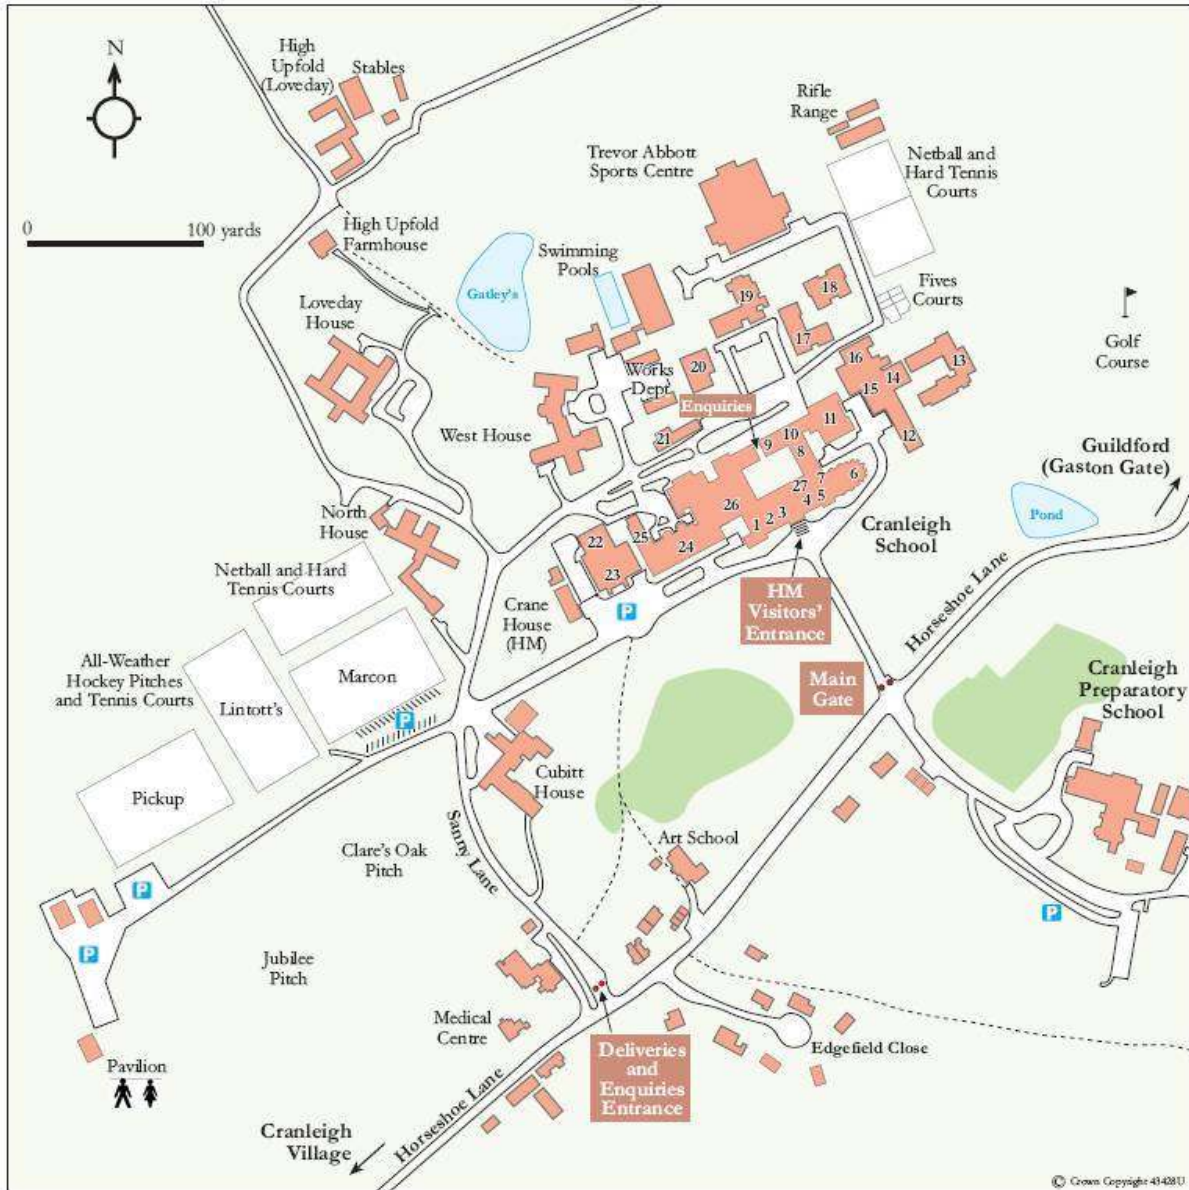 N
0
100 yards
High
Upfold
(Loveday)
Stables
Rifle
Range
Trevor Abbott
Sports Centre
Netball and
Hard Tennis
Courts
High Upfold
Farmhouse
Swimming
Pools
Gatley's
Loveday
House
Fives
Courts
Golf
Course
19
18
17
20
16
15
14
13
12
11
10
9
8
7
6
5
4
27
3
2
1
26
25
24
23
22
21
Works
Dept
Enquiries
West House
Guildford
(Gaston Gate)
Pond
North
House
Cranleigh
School
Netball and Hard
Tennis Courts
Crane
House
(HM)
P
HM
Visitors'
Entrance
Horseshoe Lane
All-Weather
Hockey Pitches
and Tennis Courts
Marcon
Lintott's
P
Main
Gate
Cranleigh
Preparatory
School
Pickup
Cubitt
House
Sanny Lane
Clare's Oak
Pitch
Art School
P
P
P
Jubilee
Pitch
Medical
Centre
Deliveries
and
Enquiries
Entrance
Edgefield Close
Pavilion
Horseshoe Lane
Cranleigh
Village
© Crown Copyright 43428U